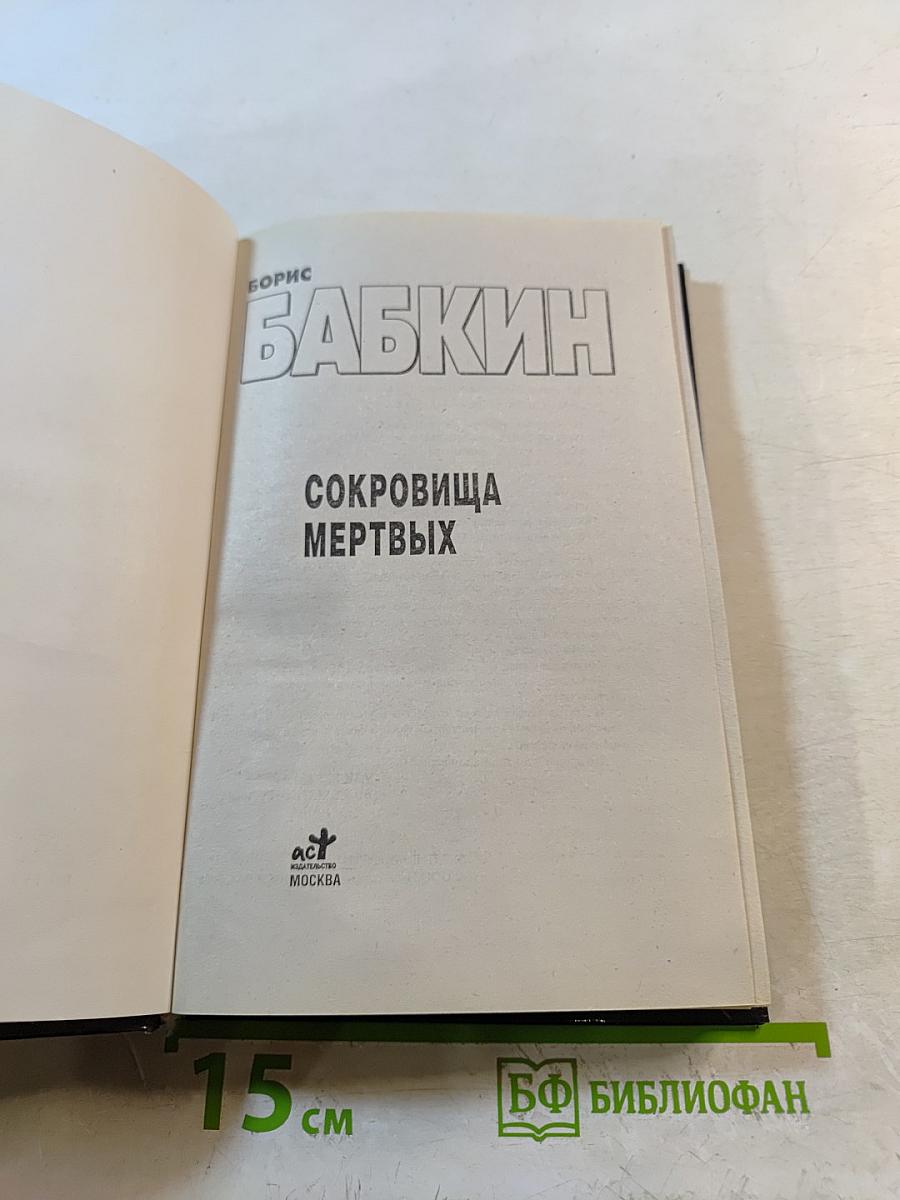 БОРИС
БАБКИН
СОКРОВИЩА
МЕРТВЫХ
аст
ИЗДАТЕЛЬСТВО
МОСКВА
15 см
БФ БИБЛИОФАН